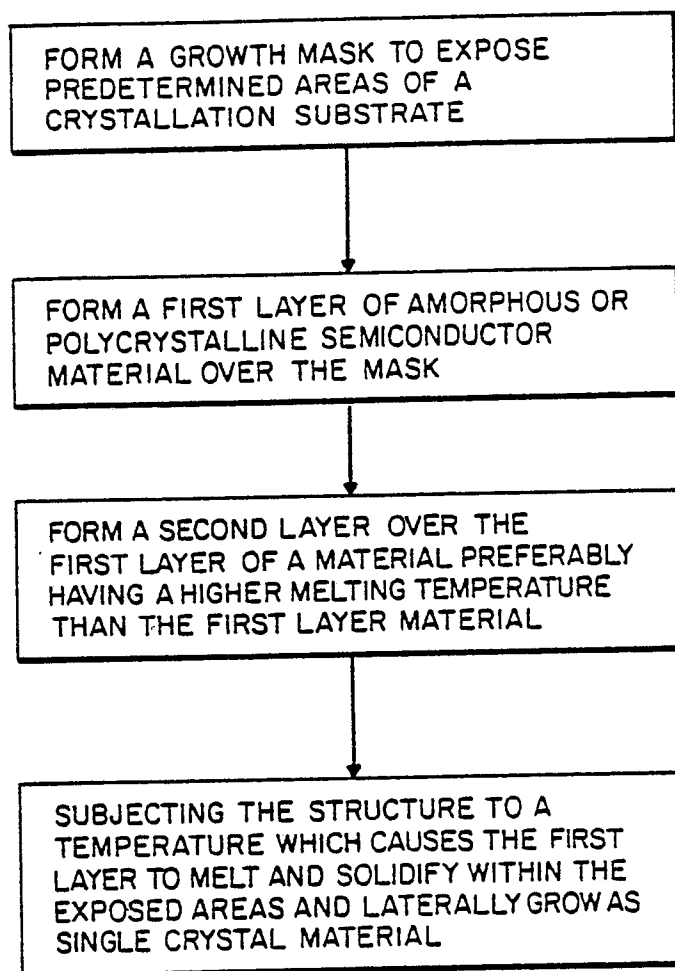 FORM A GROWTH MASK TO EXPOSE
PREDETERMINED AREAS OF A
CRYSTALLATION SUBSTRATE
FORM A FIRST LAYER OF AMORPHOUS OR
POLYCRYSTALLINE SEMICONDUCTOR
MATERIAL OVER THE MASK
FORM A SECOND LAYER OVER THE
FIRST LAYER OF A MATERIAL PREFERABLY
HAVING A HIGHER MELTING TEMPERATURE
THAN THE FIRST LAYER MATERIAL
SUBJECTING THE STRUCTURE TO A
TEMPERATURE WHICH CAUSES THE FIRST
LAYER TO MELT AND SOLIDIFY WITHIN THE
EXPOSED AREAS AND LATERALLY GROW AS
SINGLE CRYSTAL MATERIAL